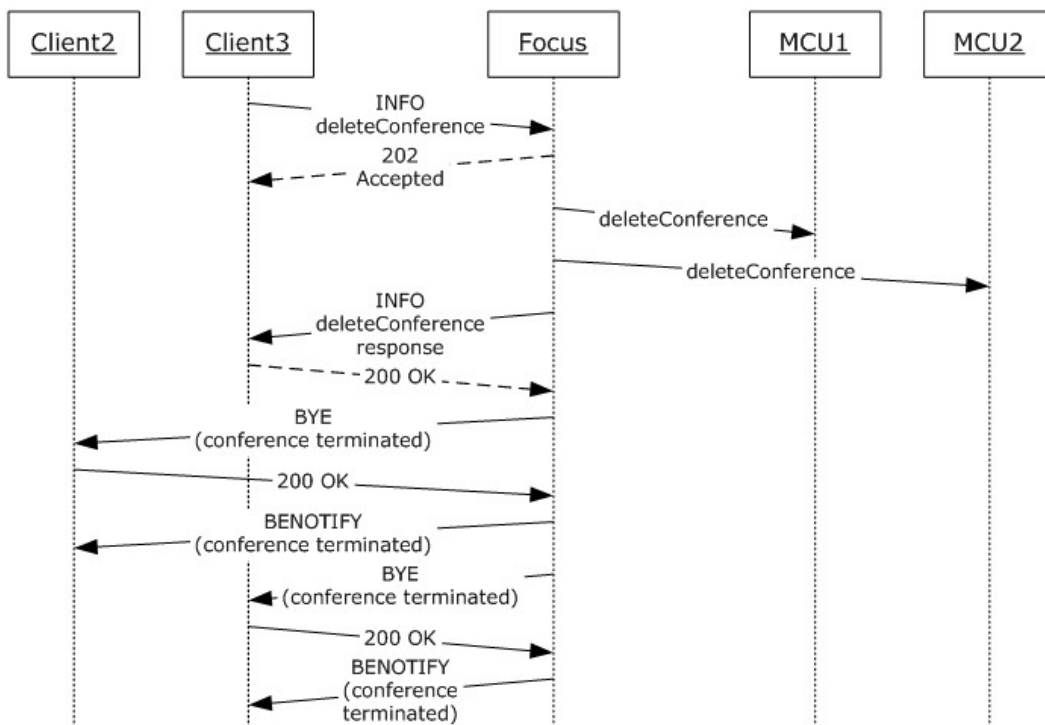 Client2
Client3
Focus
MCU1
MCU2
INFO
deleteConference
202
Accepted
deleteConference
deleteConference
INFO
deleteConference
response
200 OK
BYE
(conference terminated)
200 OK
BENOTIFY
(conference terminated)
BYE
(conference terminated)
200 OK
BENOTIFY
(conference
terminated)